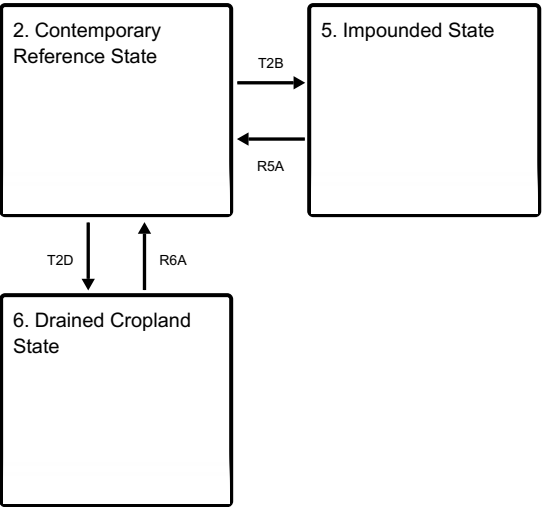 2. Contemporary
Reference State
5. Impounded State
T2B
R5A
T2D
R6A
6. Drained Cropland
State